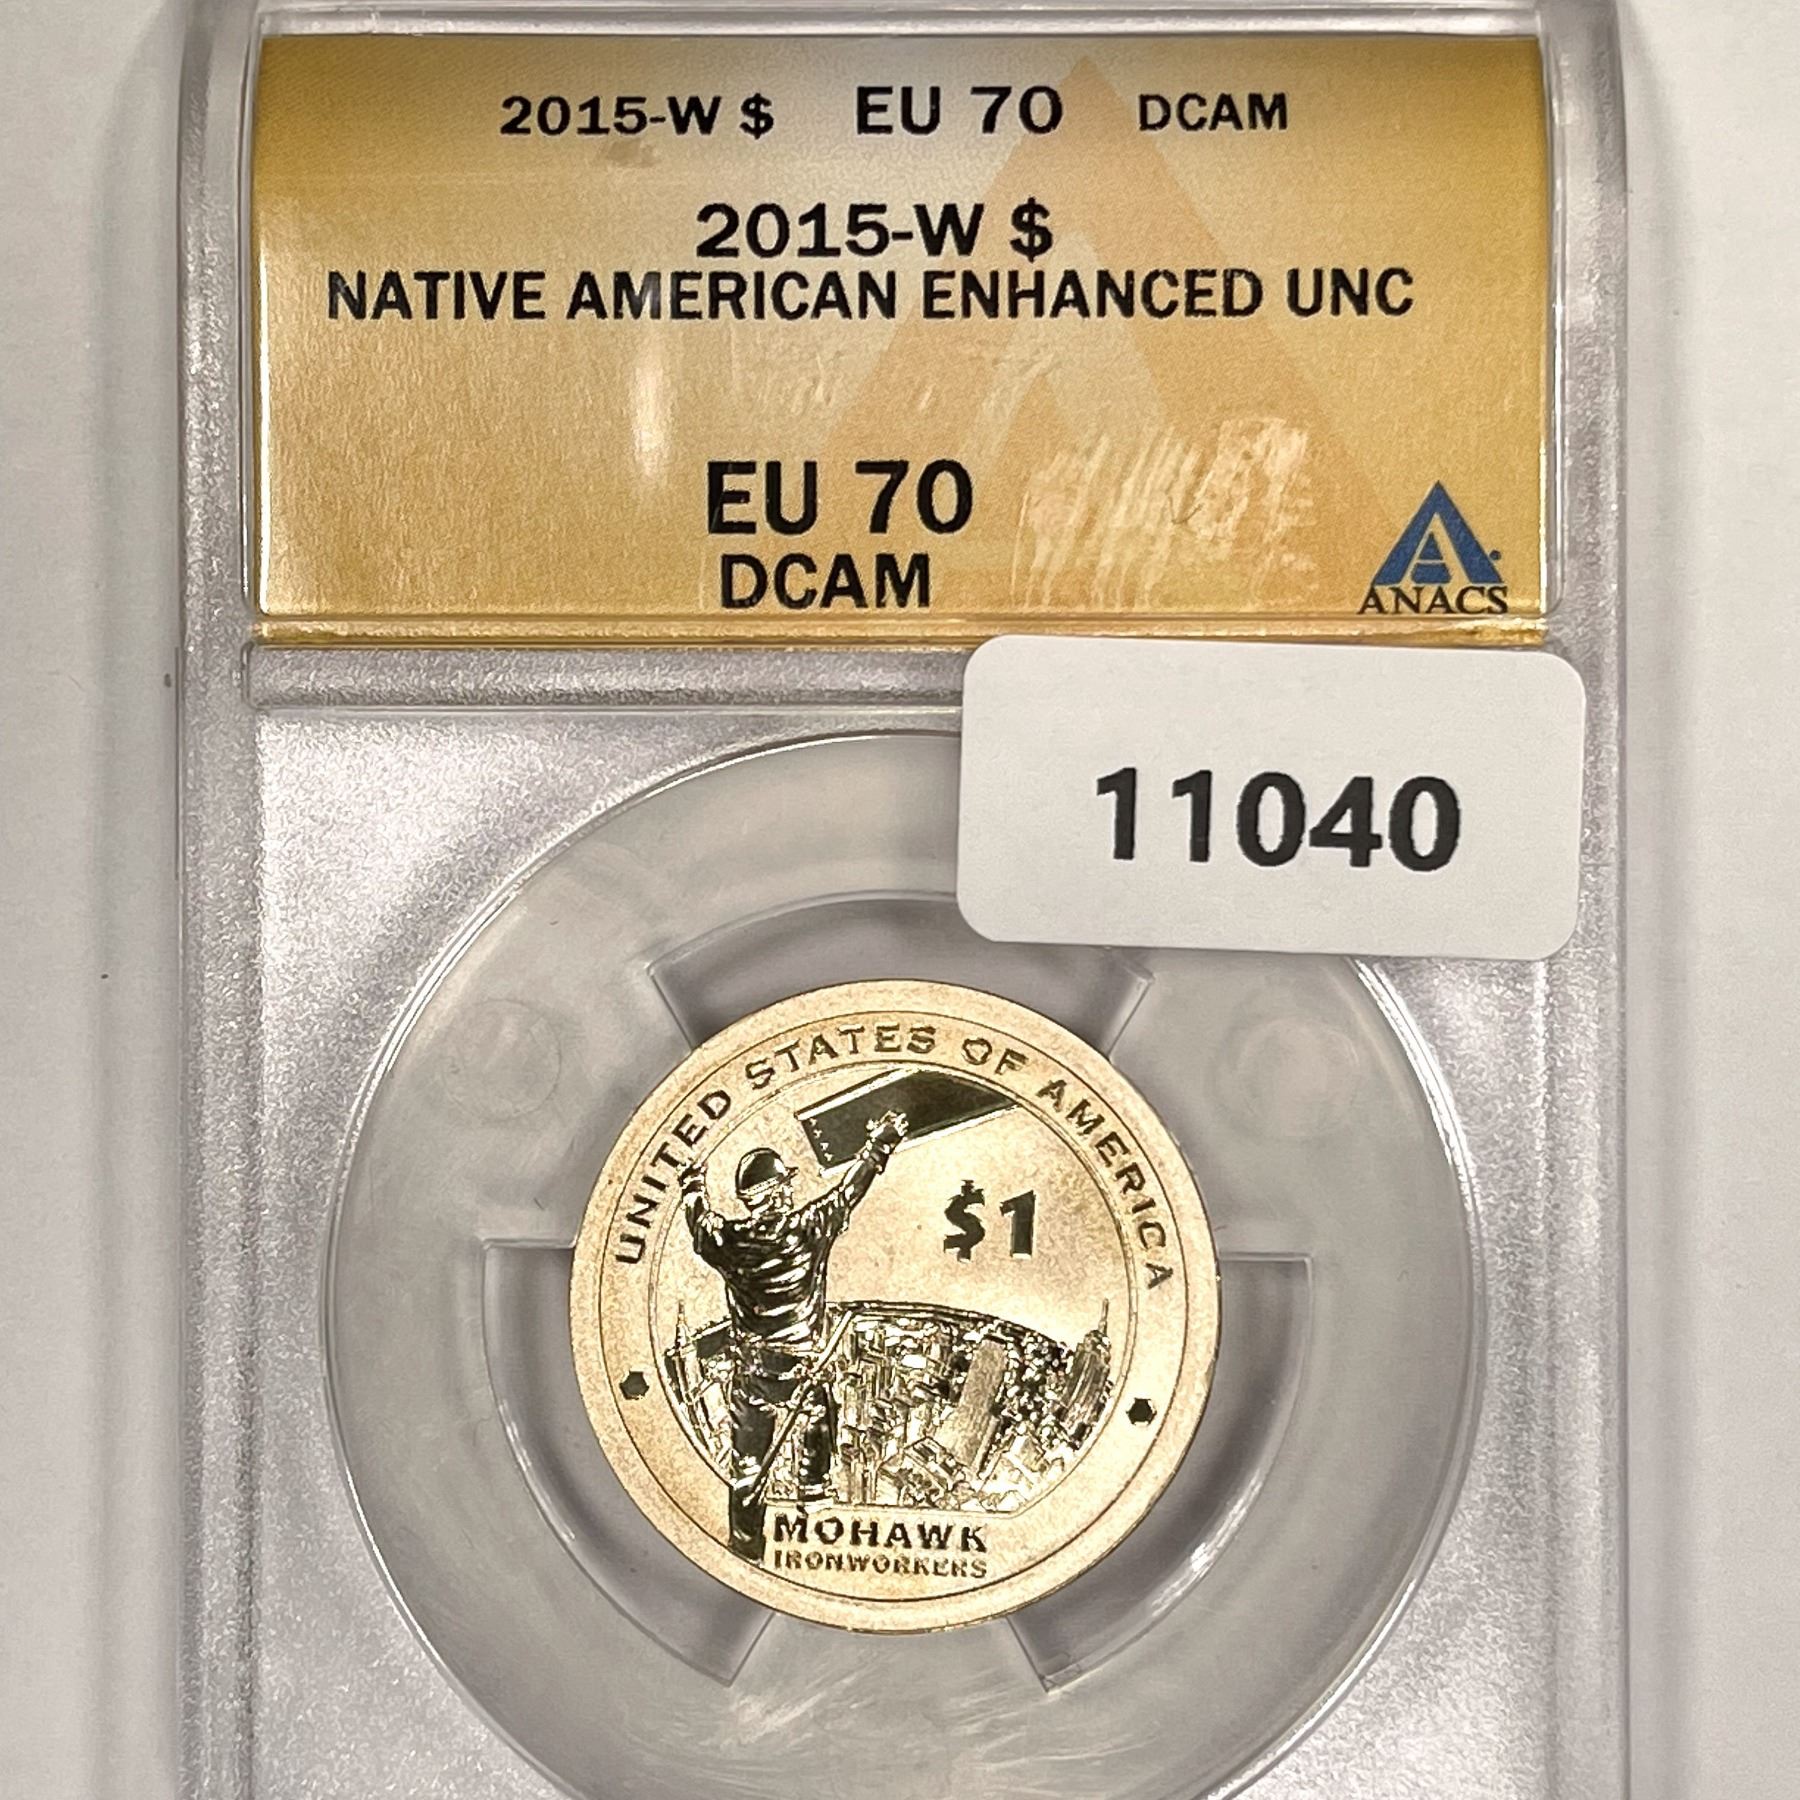 2015-W $ EU 70 DCAM
2015-W $
NATIVE AMERICAN ENHANCED UNC
EU 70
DCAM
ANACS
11040
UNITED STATES OF AMERICA
$1
MOHAWK
IRONWORKERS